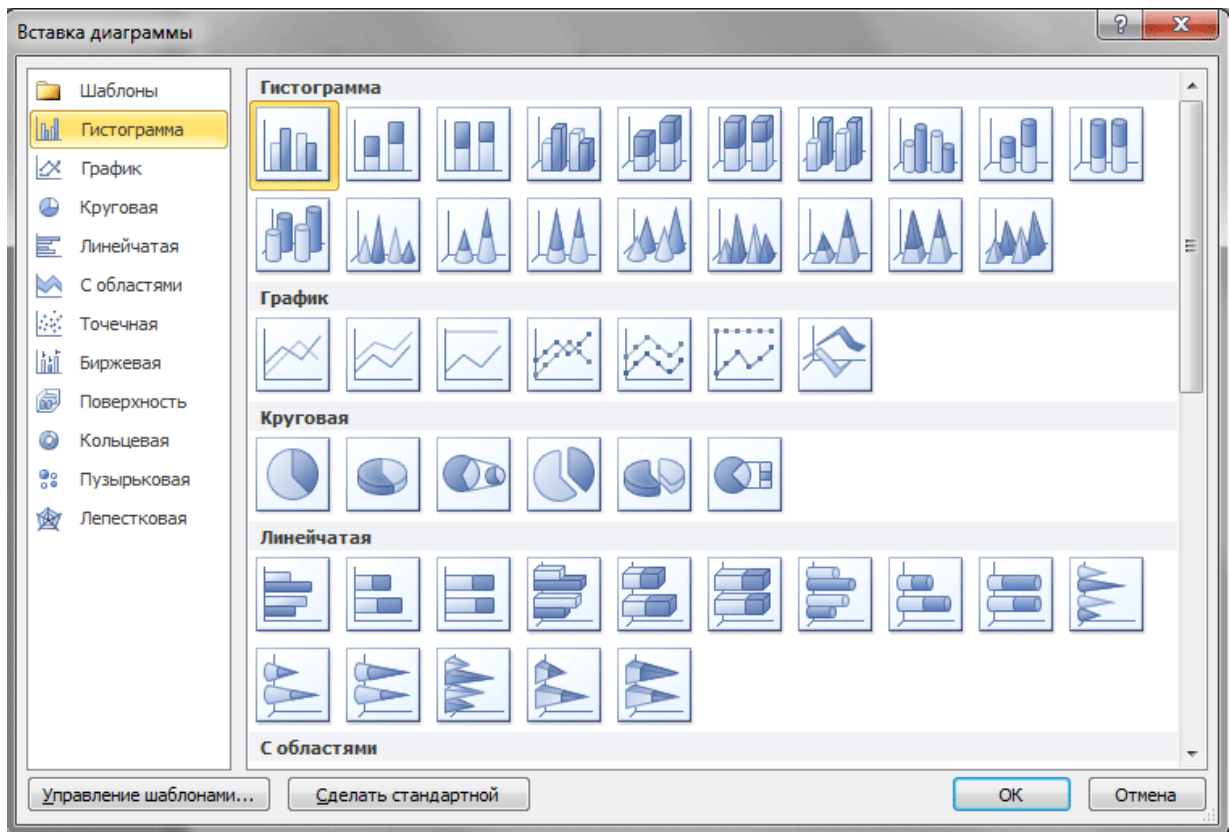 Вставка диаграммы
Шаблоны
Гистограмма
График
Круговая
Линейчатая
С областями
Точечная
Биржевая
Поверхность
Кольцевая
Пузырьковая
Лепестковая
Гистограмма
График
Круговая
Линейчатая
С областями
Управление шаблонами...
Сделать стандартной
ОК
Отмена